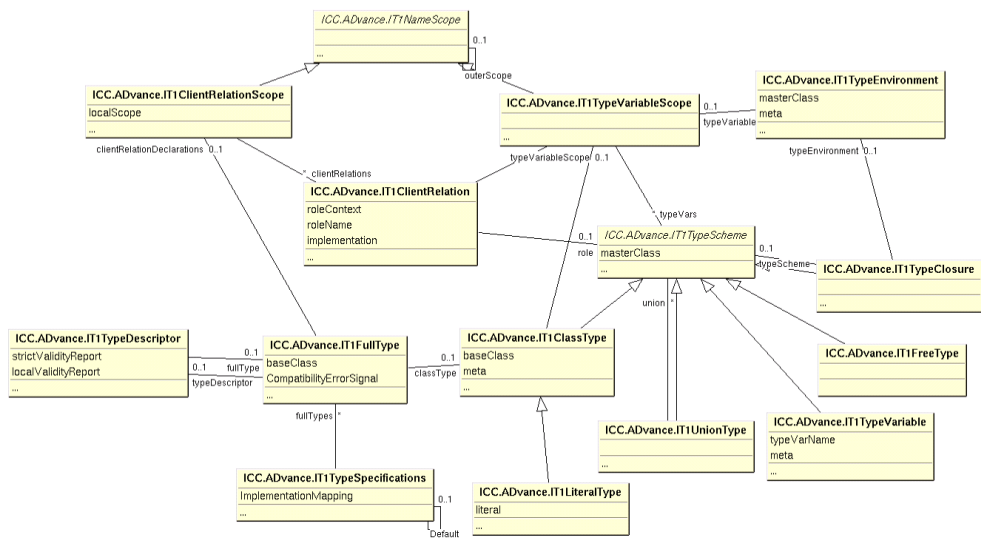 ICC.ADvance.IT1NameScope
...
0..1
outerScope
ICC.ADvance.IT1ClientRelationScope
localScope
...
clientRelationDeclarations 0..1
ICC.ADvance.IT1TypeVariableScope
...
0..1
typeVariable
ICC.ADvance.IT1TypeEnvironment
masterClass
meta
...
typeEnvironment 0..1
* clientRelations
typeVariableScope 0..1
ICC.ADvance.IT1ClientRelation
roleContext
roleName
implementation
...
* typeVars
0..1
role
ICC.ADvance.IT1TypeScheme
masterClass
...
0..1
typeScheme
ICC.ADvance.IT1TypeClosure
...
union *
ICC.ADvance.IT1TypeDescriptor
strictValidityReport
localValidityReport
...
0..1
fullType
0..1
typeDescriptor
ICC.ADvance.IT1FullType
baseClass
CompatibilityErrorSignal
...
0..1
classType
ICC.ADvance.IT1ClassType
baseClass
meta
...
ICC.ADvance.IT1FreeType
...
fullTypes *
ICC.ADvance.IT1UnionType
...
ICC.ADvance.IT1TypeVariable
typeVarName
meta
...
ICC.ADvance.IT1TypeSpecifications
ImplementationMapping
...
0..1
Default
ICC.ADvance.IT1LiteralType
literal
...